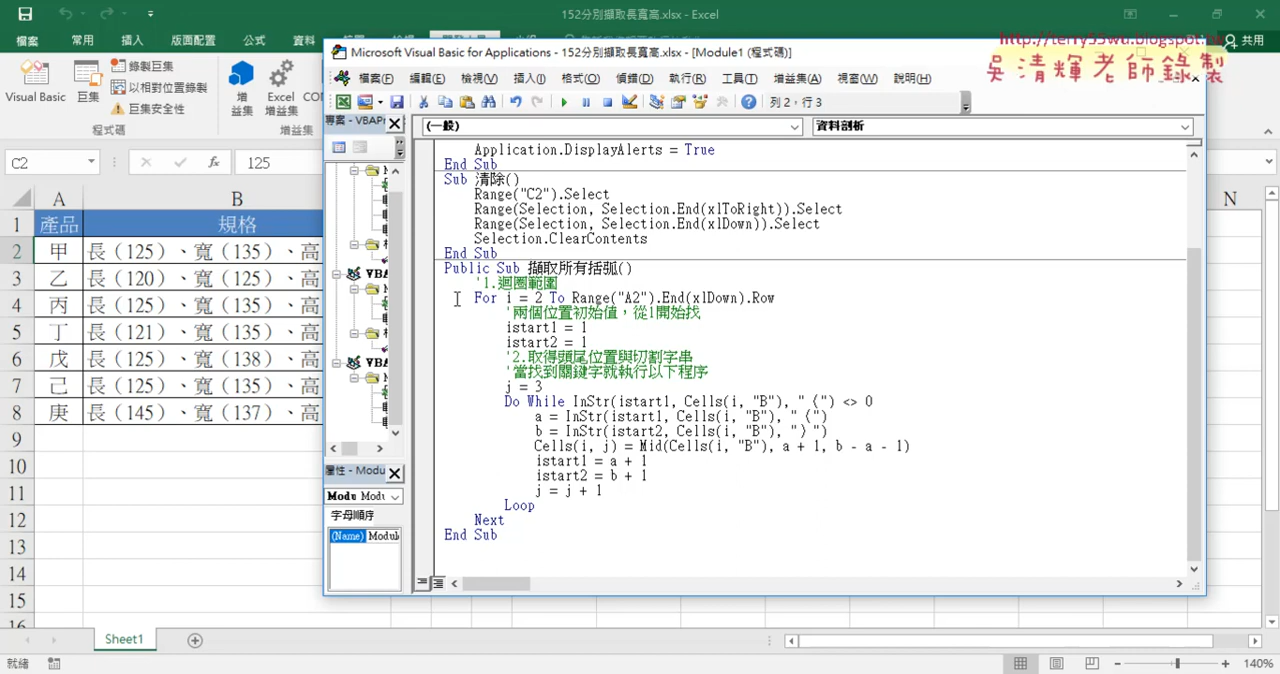 152分別擷取長寬高.xlsx - Excel
檔案 常用 插入 版面配置 公式 資料
共用
http://terry55wu.blogspot.tw
吳清輝老師錄製
Visual Basic 巨集 錄製巨集
以相對位置錄製
巨集安全性
增益集 Excel 增益集
程式碼 增益集
C2 fx 125
A B N
1 產品 規格
2 甲 長（125）、寬（135）、高
3 乙 長（120）、寬（125）、高
4 丙 長（125）、寬（135）、高
5 丁 長（121）、寬（135）、高
6 戊 長（125）、寬（138）、高
7 己 長（125）、寬（135）、高
8 庚 長（145）、寬（137）、高
9
10
11
12
13
14
15
16
Sheet1
就緒
140%
Microsoft Visual Basic for Applications - 152分別擷取長寬高.xlsx - [Module1 (程式碼)]
檔案(F) 編輯(E) 檢視(V) 插入(I) 格式(O) 偵錯(D) 執行(R) 工具(T) 增益集(A) 視窗(W) 說明(H)
列 2，行 3
專案 - VBAPr
(一般) 資料剖析
屬性 - Modu
Modu Modu
字母順序
(Name) Modul
Application.DisplayAlerts = True
End Sub
Sub 清除()
Range("C2").Select
Range(Selection, Selection.End(xlToRight)).Select
Range(Selection, Selection.End(xlDown)).Select
Selection.ClearContents
End Sub
Public Sub 擷取所有括弧()
'1.迴圈範圍
For i = 2 To Range("A2").End(xlDown).Row
'兩個位置初始值，從1開始找
istart1 = 1
istart2 = 1
'2.取得頭尾位置與切割字串
'當找到關鍵字就執行以下程序
j = 3
Do While InStr(istart1, Cells(i, "B"), "（") <> 0
a = InStr(istart1, Cells(i, "B"), "（")
b = InStr(istart2, Cells(i, "B"), "）")
Cells(i, j) = Mid(Cells(i, "B"), a + 1, b - a - 1)
istart1 = a + 1
istart2 = b + 1
j = j + 1
Loop
Next
End Sub